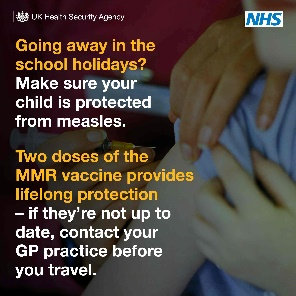 UK Health Security Agency
NHS
Going away in the
school holidays?
Make sure your
child is protected
from measles.
Two doses of the
MMR vaccine provides
lifelong protection
– if they're not up to
date, contact your
GP practice before
you travel.